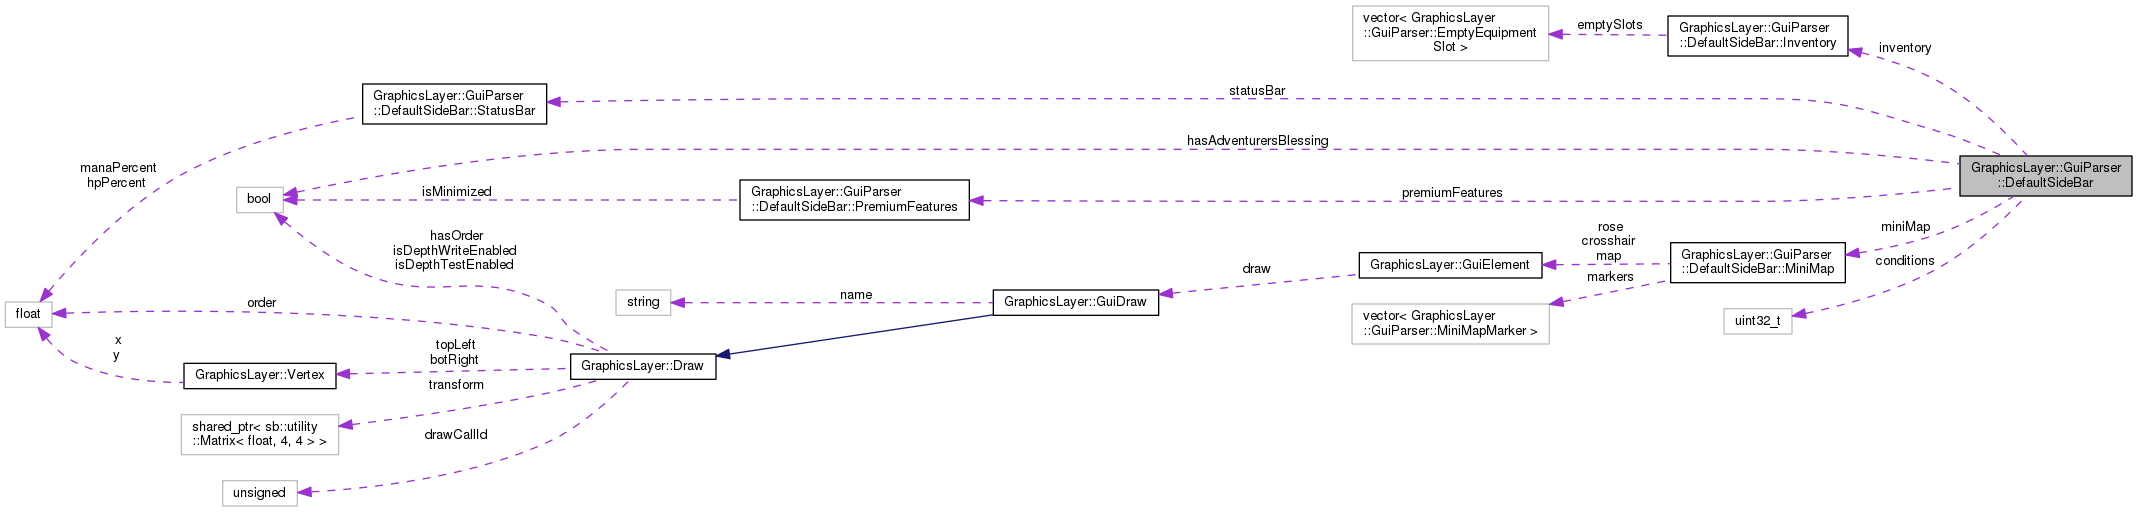 vector< GraphicsLayer
::GuiParser::EmptyEquipment
Slot >
emptySlots
GraphicsLayer::GuiParser
::DefaultSideBar::Inventory
inventory
GraphicsLayer::GuiParser
::DefaultSideBar::StatusBar
statusBar
hasAdventurersBlessing
manaPercent
hpPercent
bool
isMinimized
GraphicsLayer::GuiParser
::DefaultSideBar::PremiumFeatures
premiumFeatures
GraphicsLayer::GuiParser
::DefaultSideBar
hasOrder
isDepthWriteEnabled
isDepthTestEnabled
draw
GraphicsLayer::GuiElement
rose
crosshair
map
markers
GraphicsLayer::GuiParser
::DefaultSideBar::MiniMap
miniMap
conditions
float
order
string
name
GraphicsLayer::GuiDraw
vector< GraphicsLayer
::GuiParser::MiniMapMarker >
uint32_t
x
y
GraphicsLayer::Vertex
topLeft
botRight
transform
GraphicsLayer::Draw
shared_ptr< sb::utility
::Matrix< float, 4, 4 > >
drawCallId
unsigned